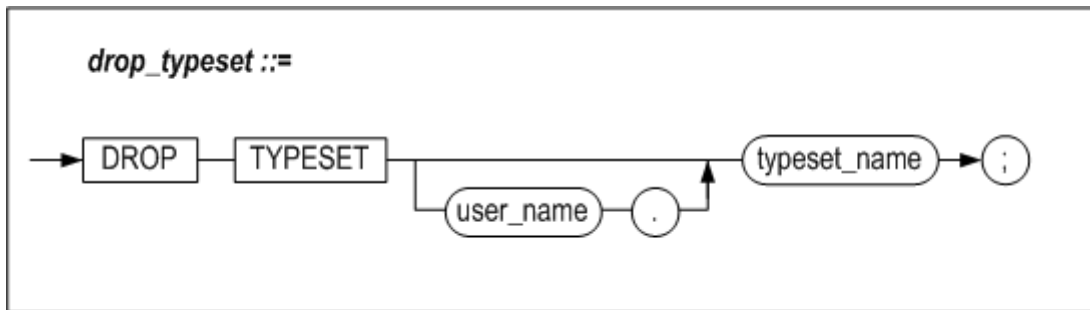 drop_typeset ::=
DROP TYPESET typeset_name ;
user_name .